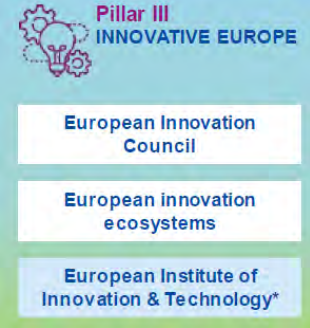 Pillar III
INNOVATIVE EUROPE
European Innovation
Council
European innovation
ecosystems
European Institute of
Innovation & Technology*